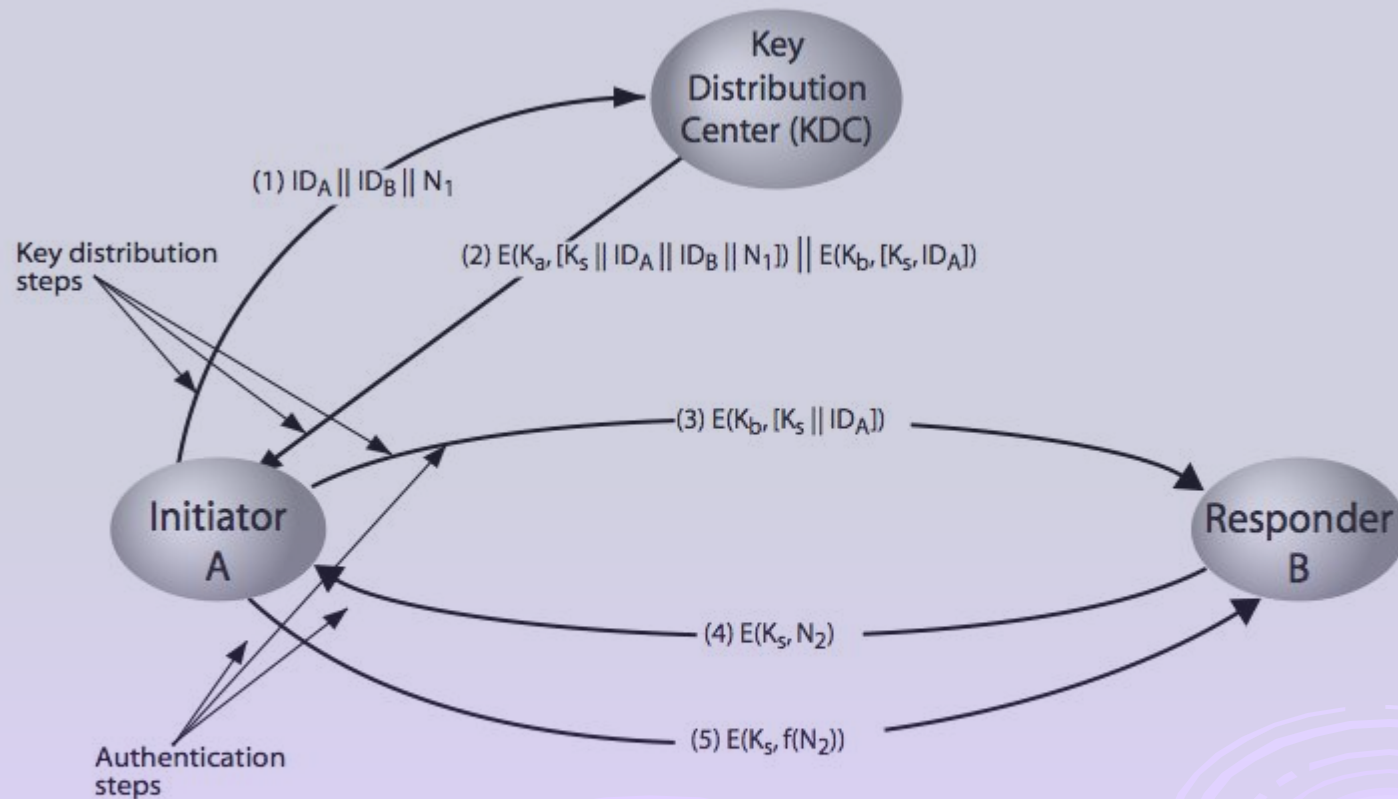 Key
Distribution
Center (KDC)
(1) ID_A || ID_B || N_1
Key distribution
steps
(2) E(K_a, [K_s || ID_A || ID_B || N_1]) || E(K_b, [K_s, ID_A])
(3) E(K_b, [K_s || ID_A])
Initiator
A
Responder
B
(4) E(K_s, N_2)
(5) E(K_s, f(N_2))
Authentication
steps